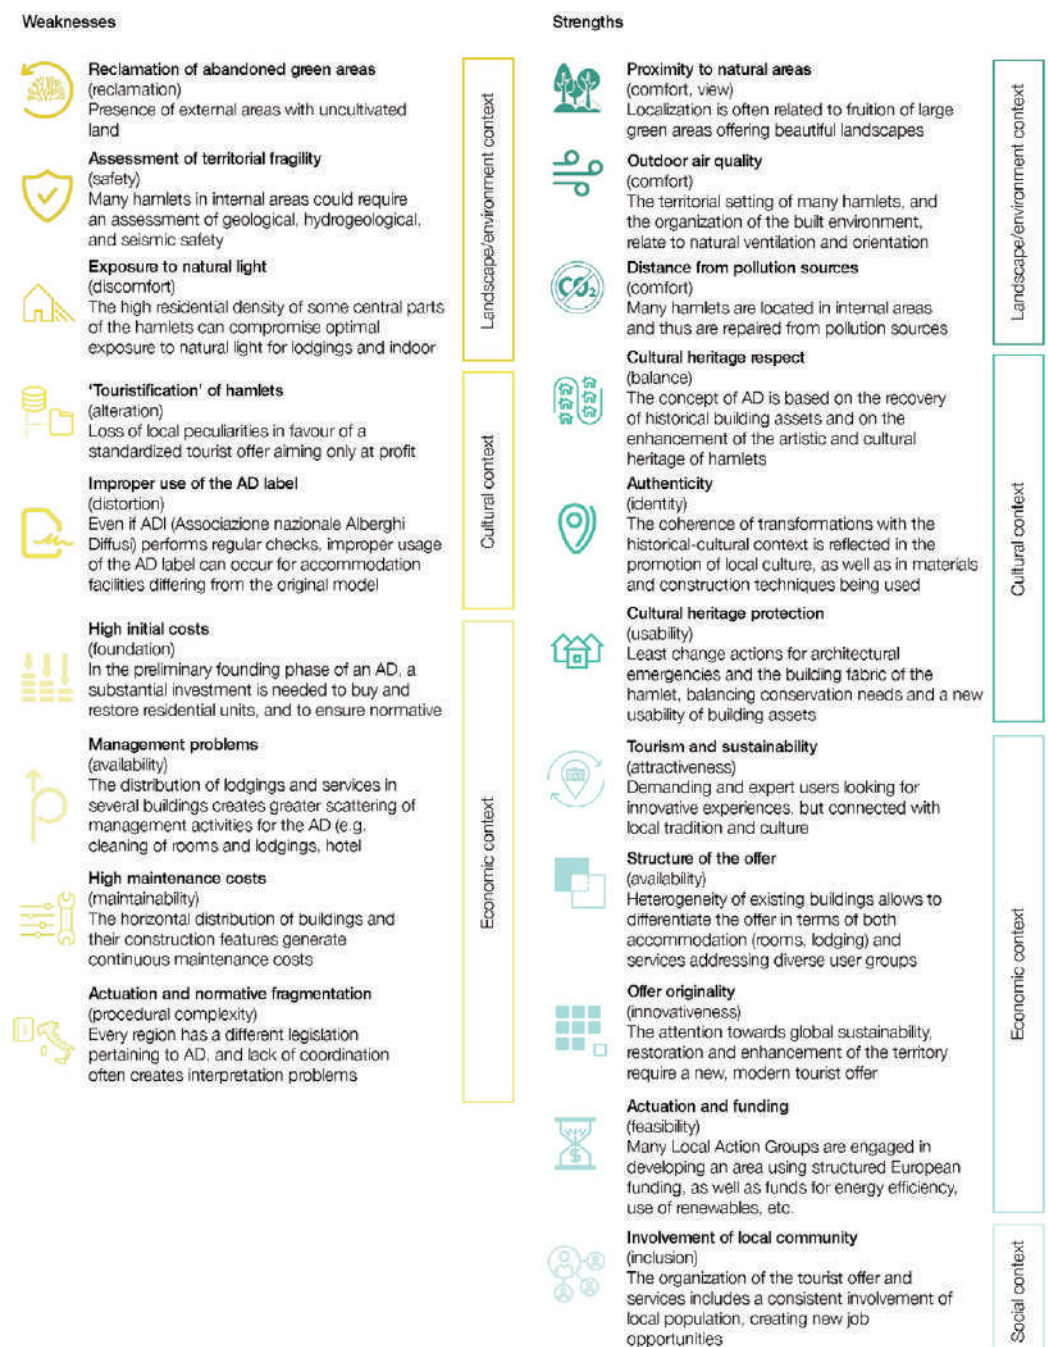 Weaknesses
Reclamation of abandoned green areas
(reclamation)
Presence of external areas with uncultivated
land
Assessment of territorial fragility
(safety)
Many hamlets in internal areas could require
an assessment of geological, hydrogeological,
and seismic safety
Exposure to natural light
(discomfort)
The high residential density of some central parts
of the hamlets can compromise optimal
exposure to natural light for lodgings and indoor
Landscape/environment context
'Touristification' of hamlets
(alteration)
Loss of local peculiarities in favour of a
standardized tourist offer aiming only at profit
Improper use of the AD label
(distortion)
Even if ADI (Associazione nazionale Alberghi
Diffusi) performs regular checks, improper usage
of the AD label can occur for accommodation
facilities differing from the original model
Cultural context
High initial costs
(foundation)
In the preliminary founding phase of an AD, a
substantial investment is needed to buy and
restore residential units, and to ensure normative
Management problems
(availability)
The distribution of lodgings and services in
several buildings creates greater scattering of
management activities for the AD (e.g.
cleaning of rooms and lodgings, hotel
High maintenance costs
(maintainability)
The horizontal distribution of buildings and
their construction features generate
continuous maintenance costs
Actuation and normative fragmentation
(procedural complexity)
Every region has a different legislation
pertaining to AD, and lack of coordination
often creates interpretation problems
Economic context
Strengths
Proximity to natural areas
(comfort, view)
Localization is often related to fruition of large
green areas offering beautiful landscapes
Outdoor air quality
(comfort)
The territorial setting of many hamlets, and
the organization of the built environment,
relate to natural ventilation and orientation
CO₂
Distance from pollution sources
(comfort)
Many hamlets are located in internal areas
and thus are repaired from pollution sources
Landscape/environment context
Cultural heritage respect
(balance)
The concept of AD is based on the recovery
of historical building assets and on the
enhancement of the artistic and cultural
heritage of hamlets
Authenticity
(identity)
The coherence of transformations with the
historical-cultural context is reflected in the
promotion of local culture, as well as in materials
and construction techniques being used
Cultural heritage protection
(usability)
Least change actions for architectural
emergencies and the building fabric of the
hamlet, balancing conservation needs and a new
usability of building assets
Cultural context
Tourism and sustainability
(attractiveness)
Demanding and expert users looking for
innovative experiences, but connected with
local tradition and culture
Structure of the offer
(availability)
Heterogeneity of existing buildings allows to
differentiate the offer in terms of both
accommodation (rooms, lodging) and
services addressing diverse user groups
Offer originality
(innovativeness)
The attention towards global sustainability,
restoration and enhancement of the territory
require a new, modern tourist offer
$
Actuation and funding
(feasibility)
Many Local Action Groups are engaged in
developing an area using structured European
funding, as well as funds for energy efficiency,
use of renewables, etc.
Economic context
Involvement of local community
(inclusion)
The organization of the tourist offer and
services includes a consistent involvement of
local population, creating new job
opportunities
Social context